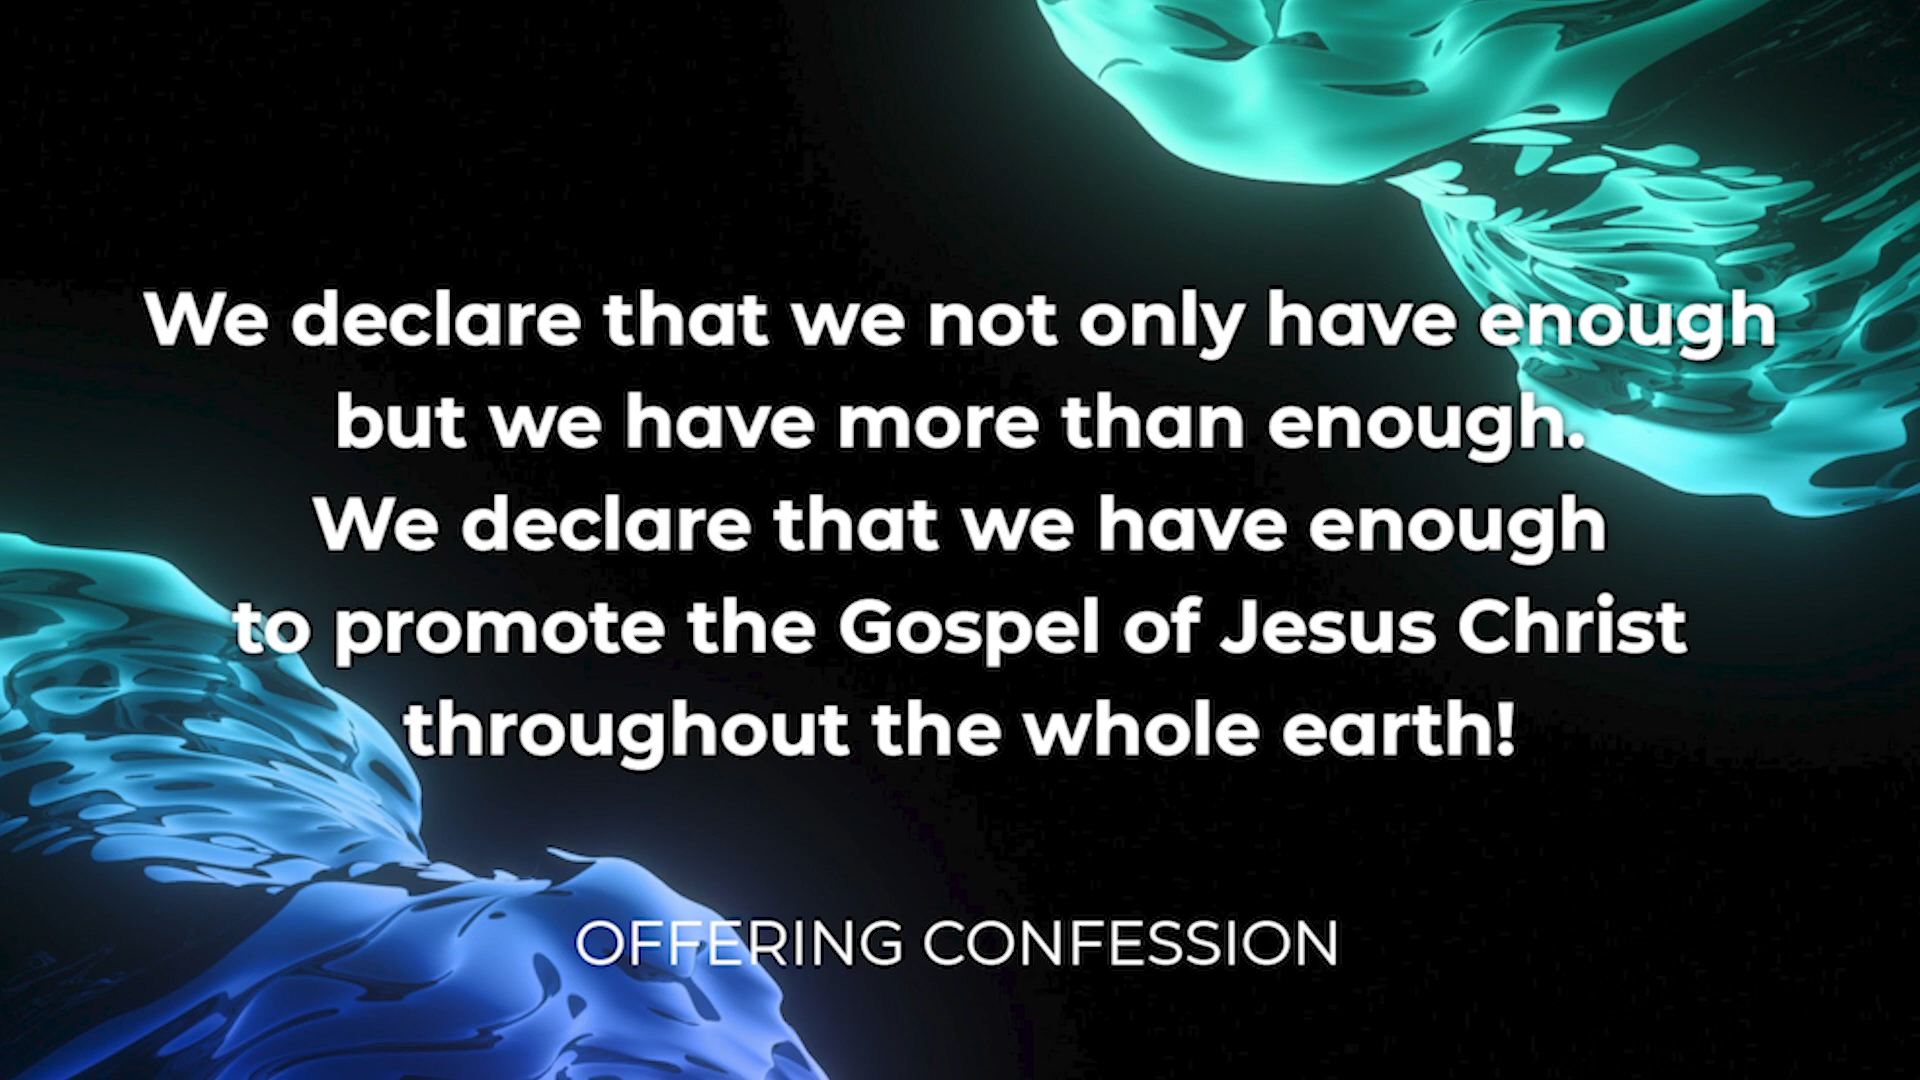 We declare that we not only have enough
but we have more than enough.
We declare that we have enough
to promote the Gospel of Jesus Christ
throughout the whole earth!
OFFERING CONFESSION